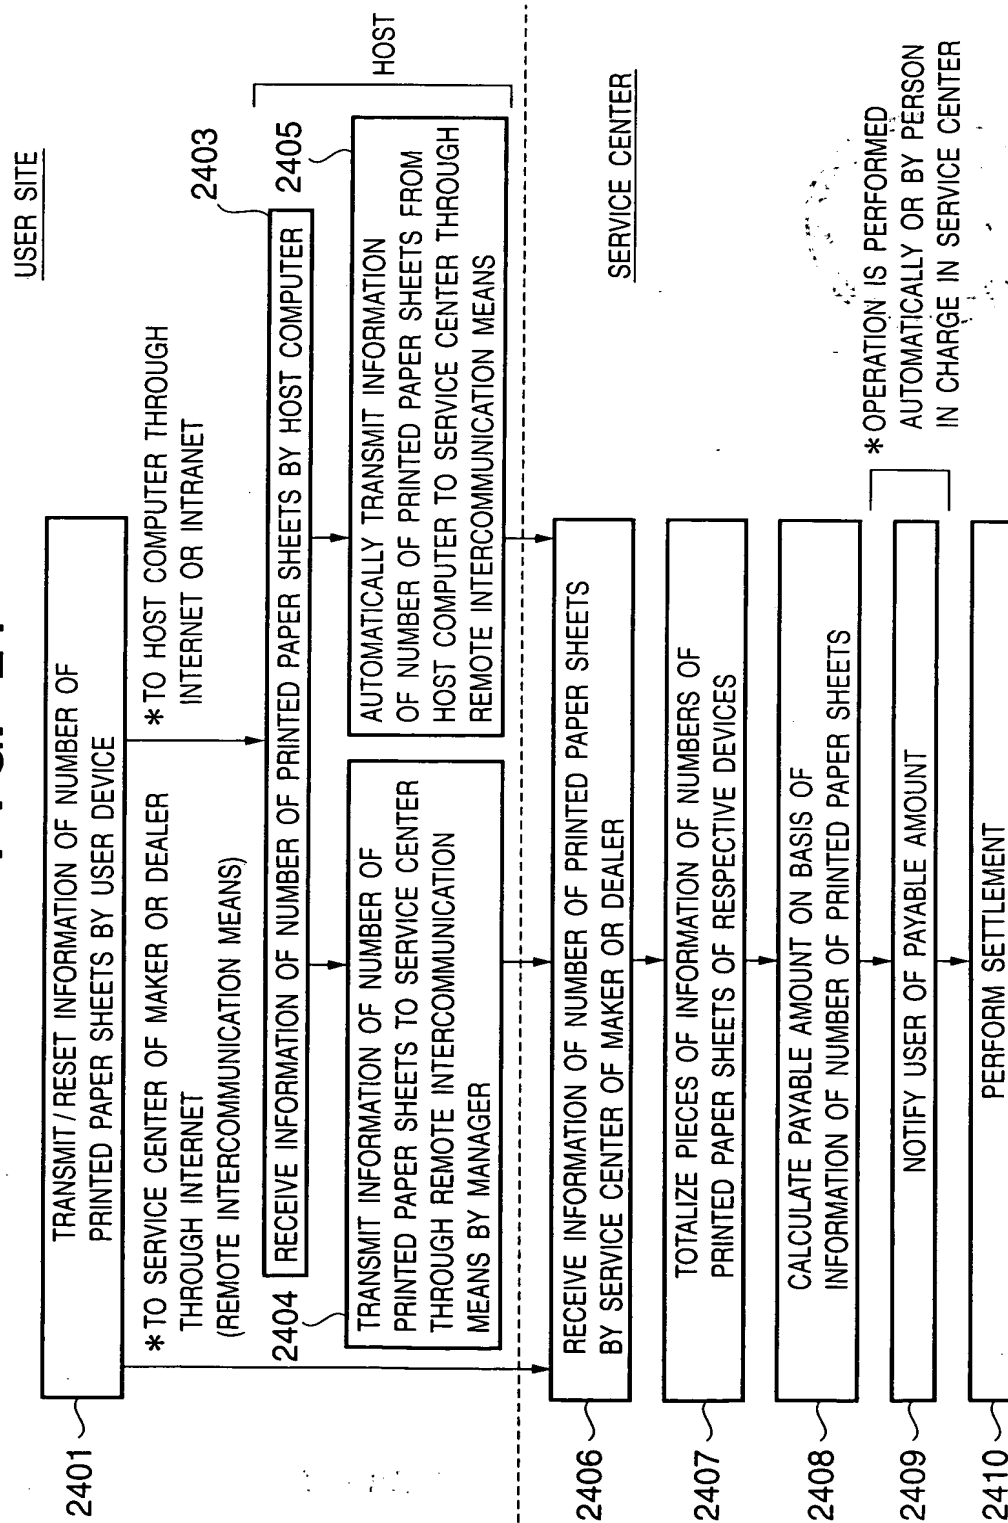 USER SITE
2401
TRANSMIT / RESET INFORMATION OF NUMBER OF
PRINTED PAPER SHEETS BY USER DEVICE
*TO SERVICE CENTER OF MAKER OR DEALER
THROUGH INTERNET
(REMOTE INTERCOMMUNICATION MEANS)
*TO HOST COMPUTER THROUGH
INTERNET OR INTRANET
2403
RECEIVE INFORMATION OF NUMBER OF PRINTED PAPER SHEETS BY HOST COMPUTER
2404
TRANSMIT INFORMATION OF NUMBER OF
PRINTED PAPER SHEETS TO SERVICE CENTER
THROUGH REMOTE INTERCOMMUNICATION
MEANS BY MANAGER
2405
AUTOMATICALLY TRANSMIT INFORMATION
OF NUMBER OF PRINTED PAPER SHEETS FROM
HOST COMPUTER TO SERVICE CENTER THROUGH
REMOTE INTERCOMMUNICATION MEANS
HOST
SERVICE CENTER
2406
RECEIVE INFORMATION OF NUMBER OF PRINTED PAPER SHEETS
BY SERVICE CENTER OF MAKER OR DEALER
2407
TOTALIZE PIECES OF INFORMATION OF NUMBERS OF
PRINTED PAPER SHEETS OF RESPECTIVE DEVICES
2408
CALCULATE PAYABLE AMOUNT ON BASIS OF
INFORMATION OF NUMBER OF PRINTED PAPER SHEETS
2409
NOTIFY USER OF PAYABLE AMOUNT
*OPERATION IS PERFORMED
AUTOMATICALLY OR BY PERSON
IN CHARGE IN SERVICE CENTER
2410
PERFORM SETTLEMENT